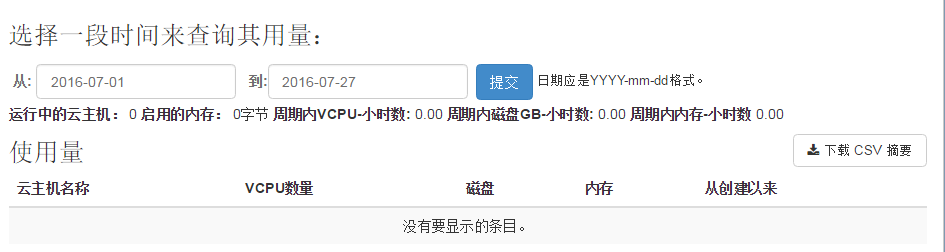 选择一段时间来查询其用量：
从: 2016-07-01 到: 2016-07-27 提交 日期应是YYYY-mm-dd格式。
运行中的云主机： 0 启用的内存： 0字节 周期内VCPU-小时数: 0.00 周期内磁盘GB-小时数: 0.00 周期内内存-小时数 0.00
使用量 下载 CSV 摘要
云主机名称 VCPU数量 磁盘 内存 从创建以来
没有要显示的条目。